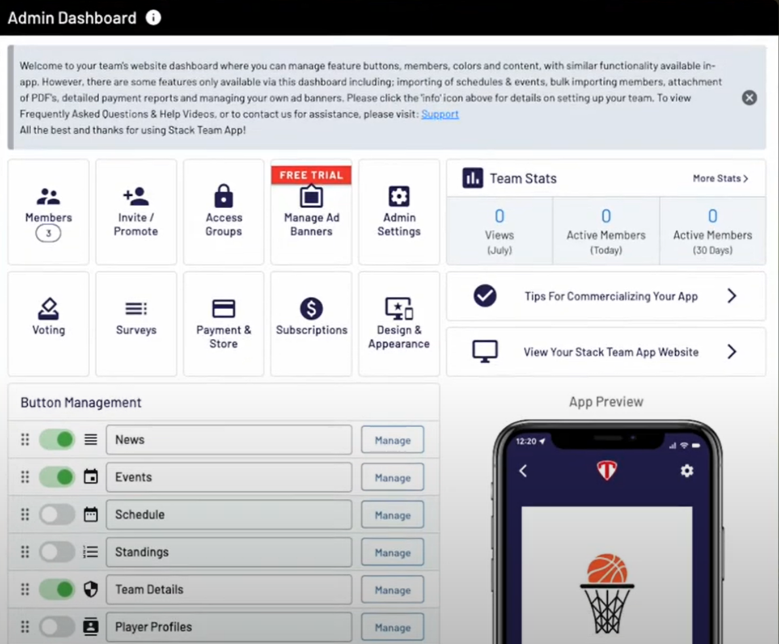 Admin Dashboard
Welcome to your team's website dashboard where you can manage feature buttons, members, colors and content, with similar functionality available in-
app. However, there are some features only available via this dashboard including; importing of schedules & events, bulk importing members, attachment
of PDF's, detailed payment reports and managing your own ad banners. Please click the 'info' icon above for details on setting up your team. To view
Frequently Asked Questions & Help Videos, or to contact us for assistance, please visit: Support
All the best and thanks for using Stack Team App!
Members
3
Invite /
Promote
Access
Groups
FREE TRIAL
Manage Ad
Banners
Admin
Settings
Team Stats
More Stats
0
Views
(July)
0
Active Members
(Today)
0
Active Members
(30 Days)
Voting
Surveys
Payment &
Store
Subscriptions
Design &
Appearance
Tips For Commercializing Your App
View Your Stack Team App Website
Button Management
News
Manage
Events
Manage
Schedule
Manage
Standings
Manage
Team Details
Manage
Player Profiles
Manage
App Preview
12:20